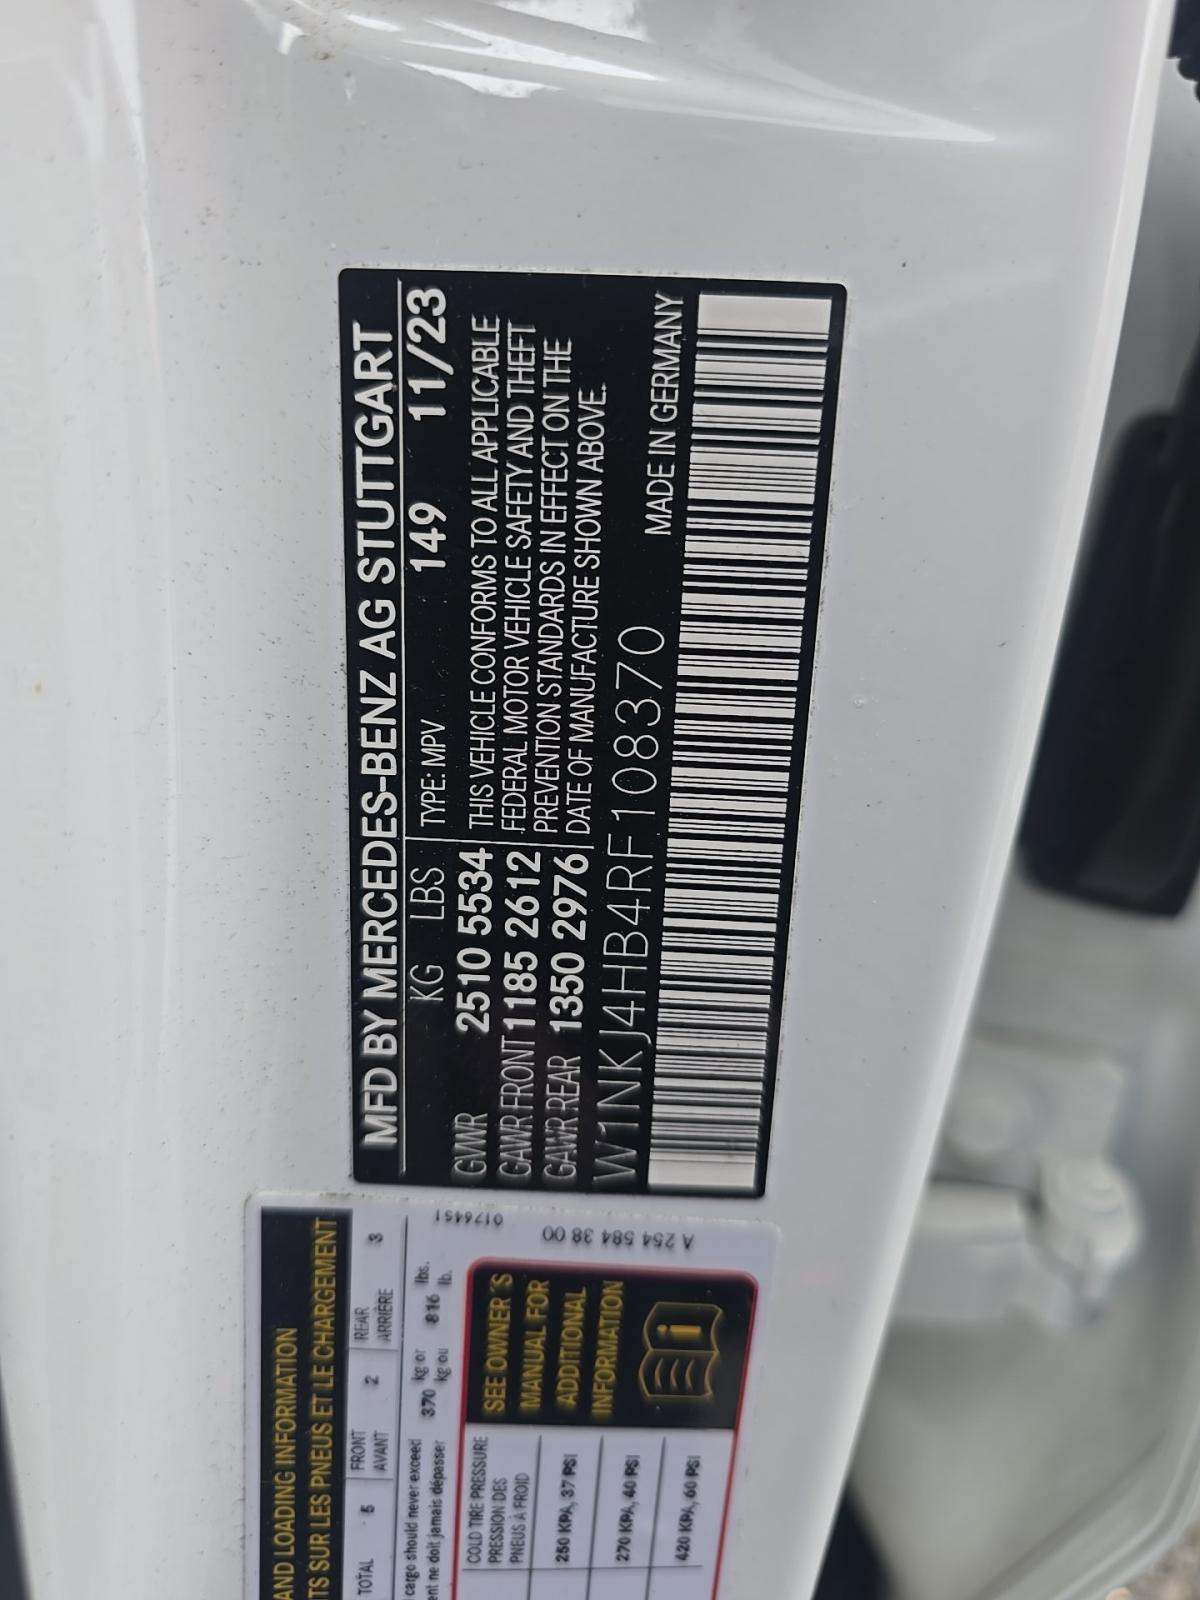 MFD BY MERCEDES-BENZ AG STUTTGART
KG LBS TYPE: MPV 149 11/23
GVWR 2510 5534 THIS VEHICLE CONFORMS TO ALL APPLICABLE
GAWR FRONT 1185 2612 FEDERAL MOTOR VEHICLE SAFETY AND THEFT
GAWR REAR 1350 2976 PREVENTION STANDARDS IN EFFECT ON THE
DATE OF MANUFACTURE SHOWN ABOVE.
W1NKJ4HB4RF108370 MADE IN GERMANY
AND LOADING INFORMATION
TS SUR LES PNEUS ET LE CHARGEMENT
TOTAL 5 FRONT 2 REAR 3
AVANT ARRIÈRE
cargo should never exceed 370 kg or 816 lbs.
ent ne doit jamais dépasser kg ou lb.
COLD TIRE PRESSURE
PRESSION DES
PNEUS À FROID
250 KPA, 37 PSI
270 KPA, 40 PSI
420 KPA, 60 PSI
SEE OWNER'S
MANUAL FOR
ADDITIONAL
INFORMATION
i
A 254 584 38 00